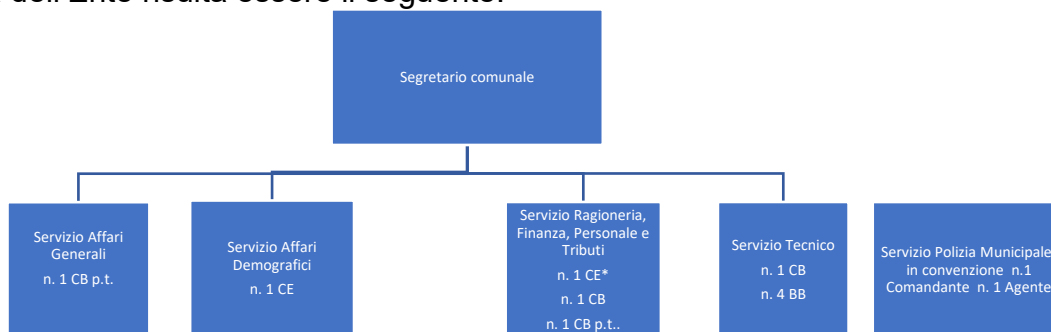 dell'Ente risulta essere il seguente:
Segretario comunale
Servizio Affari
Generali
n. 1 CB p.t.
Servizio Affari
Demografici
n. 1 CE
Servizio Ragioneria,
Finanza, Personale e
Tributi
n. 1 CE*
n. 1 CB
n. 1 CB p.t..
Servizio Tecnico
n. 1 CB
n. 4 BB
Servizio Polizia Municipale
in convenzione n.1
Comandante n. 1 Agente